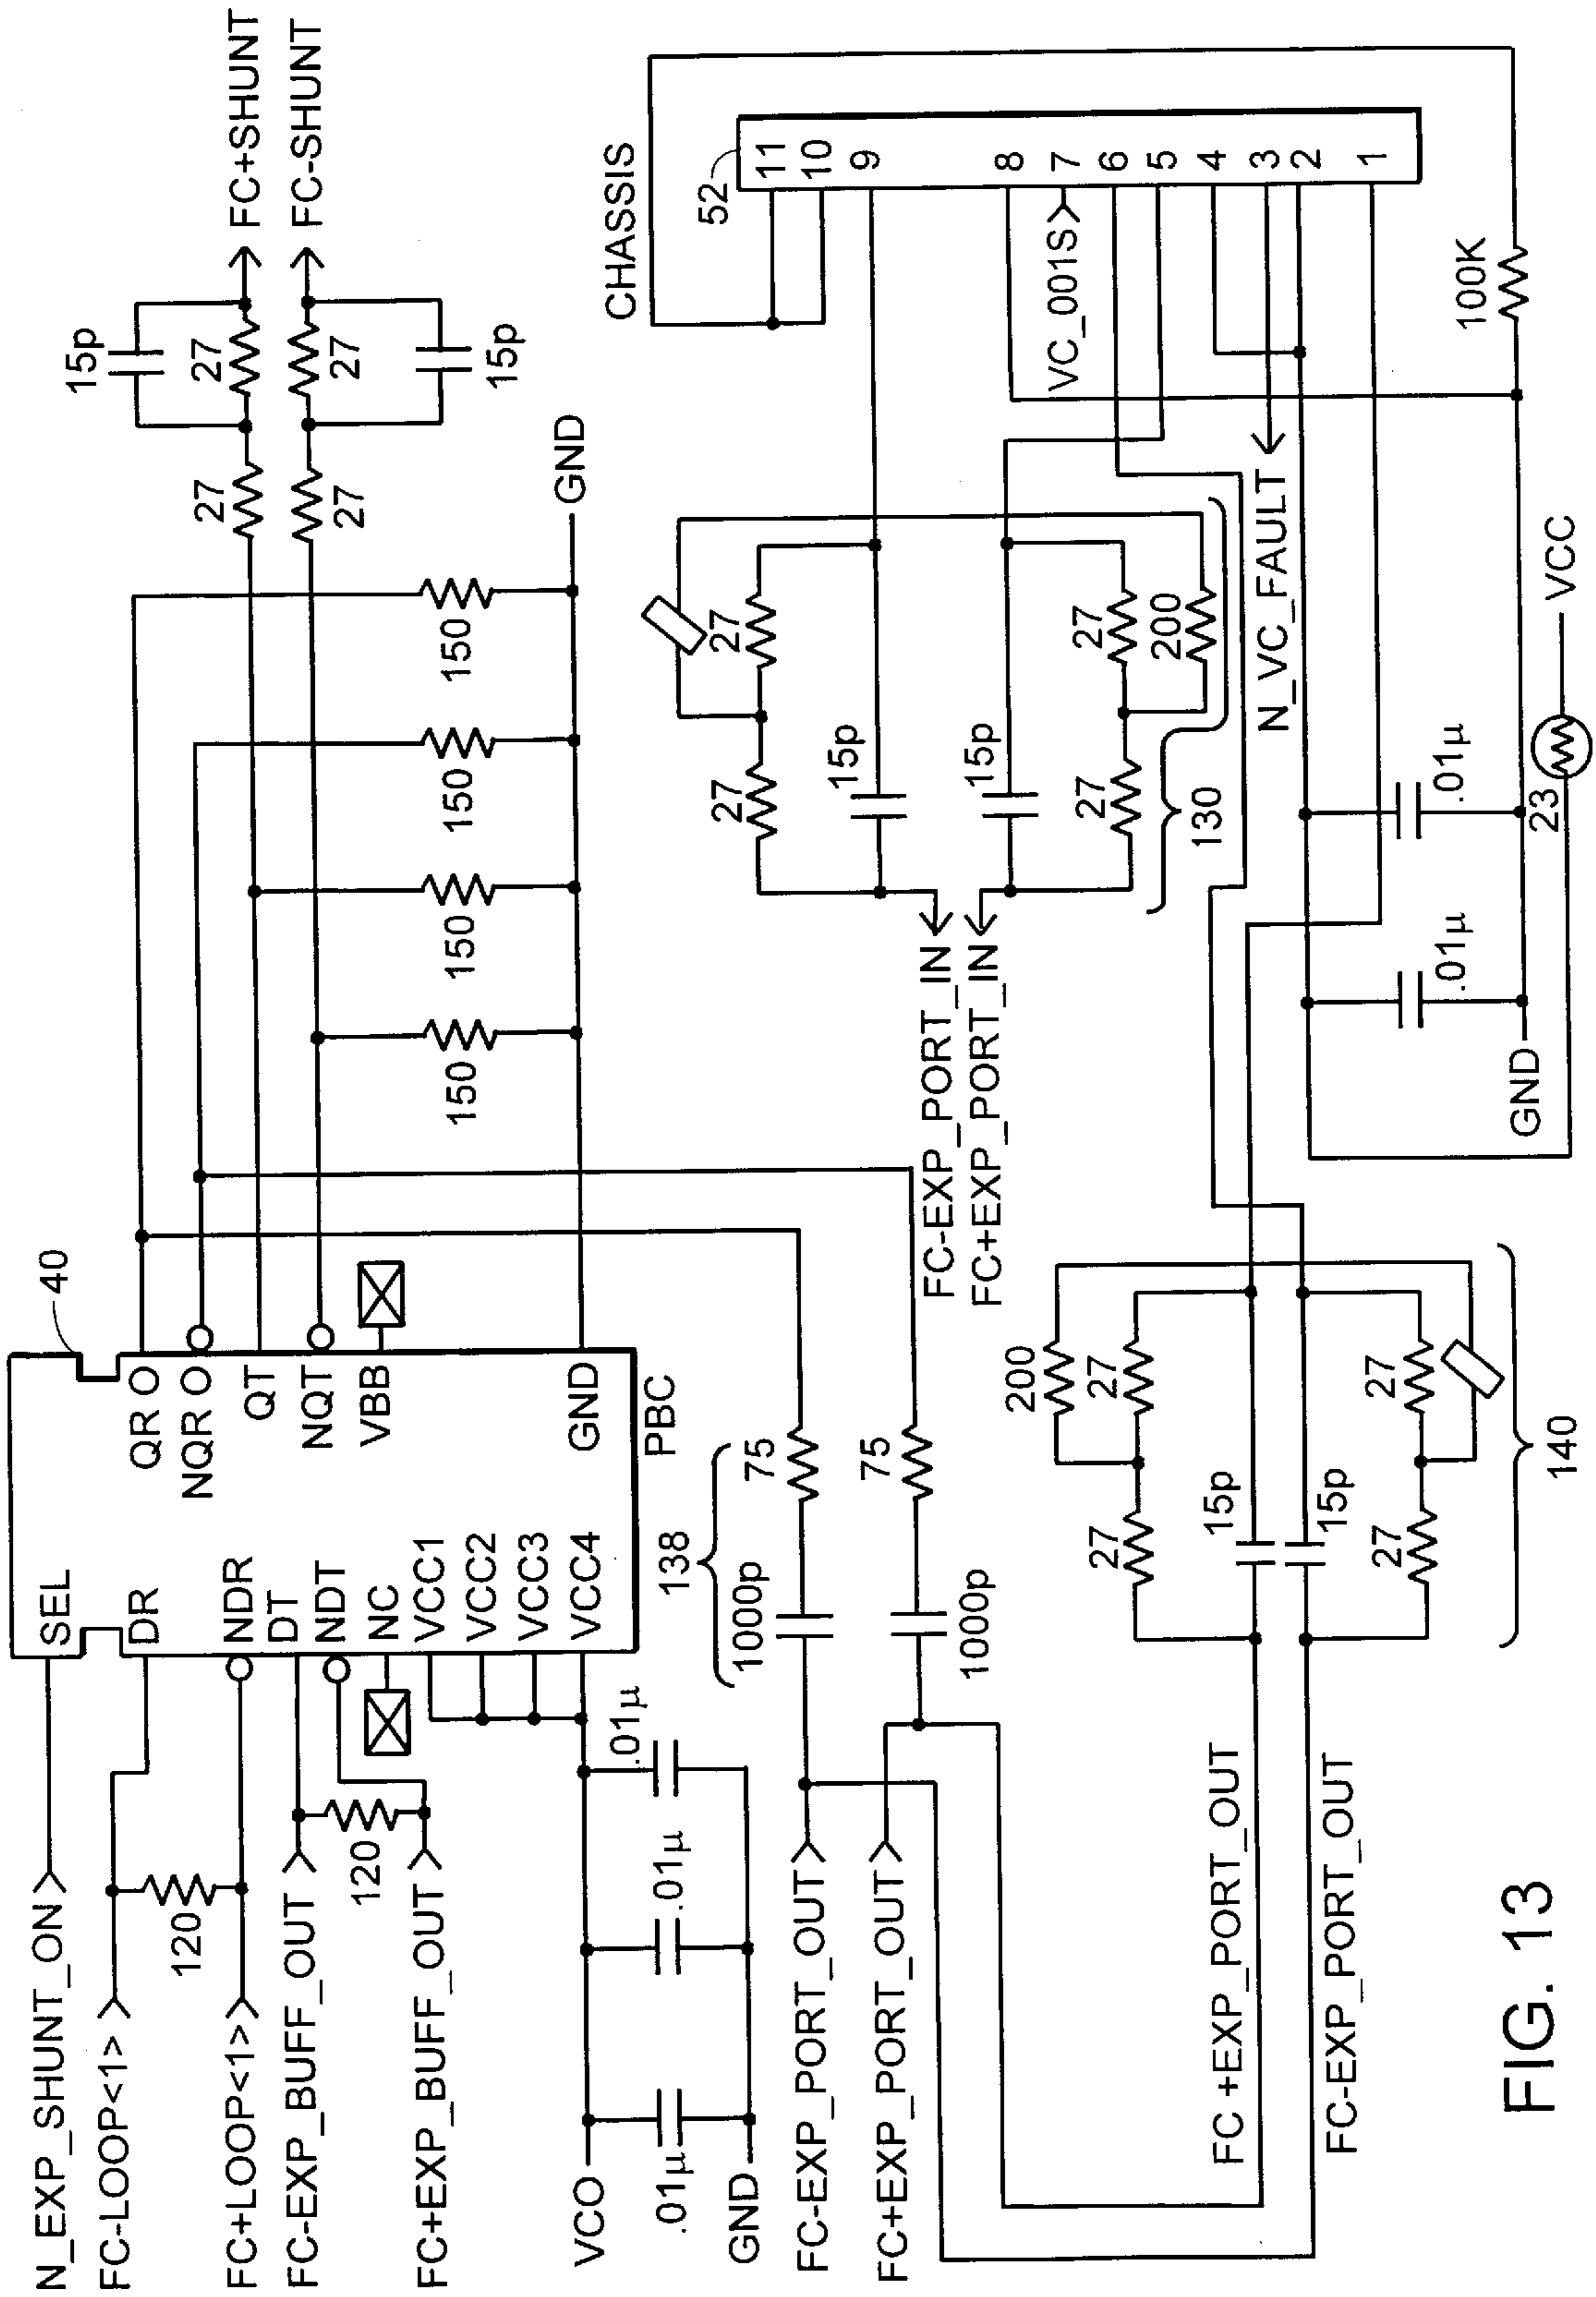 N_EXP_SHUNT_ON
FC-LOOP<1>
120
FC+LOOP<1>
FC-EXP_BUFF_OUT
120
FC+EXP_BUFF_OUT
SEL
DR
NDR
DT
NDT
NC
VCC1
VCC2
VCC3
VCC4
QR O
NQR O
QT
NQT
VBB
GND
PBC
40
15p
27
27
FC+SHUNT
FC-SHUNT
27
27
15p
150
150
150
150
GND
VCO
.01µ
.01µ
.01µ
GND
138
1000p
75
1000p
75
FC-EXP_PORT_OUT
FC+EXP_PORT_OUT
FC-EXP_PORT_IN
FC+EXP_PORT_IN
27
27
15p
15p
27
27
200
130
CHASSIS
52
11
10
9
8
7
6
5
4
3
2
1
VC_001S
N_VC_FAULT
100K
200
27
27
15p
15p
27
27
140
FC +EXP_PORT_OUT
FC-EXP_PORT_OUT
.01µ
.01µ
GND
23
VCC
FIG. 13